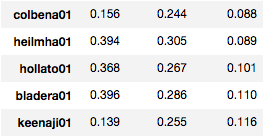 colbena01 0.156 0.244 0.088
heilmha01 0.394 0.305 0.089
hollato01 0.368 0.267 0.101
bladera01 0.396 0.286 0.110
keenaji01 0.139 0.255 0.116